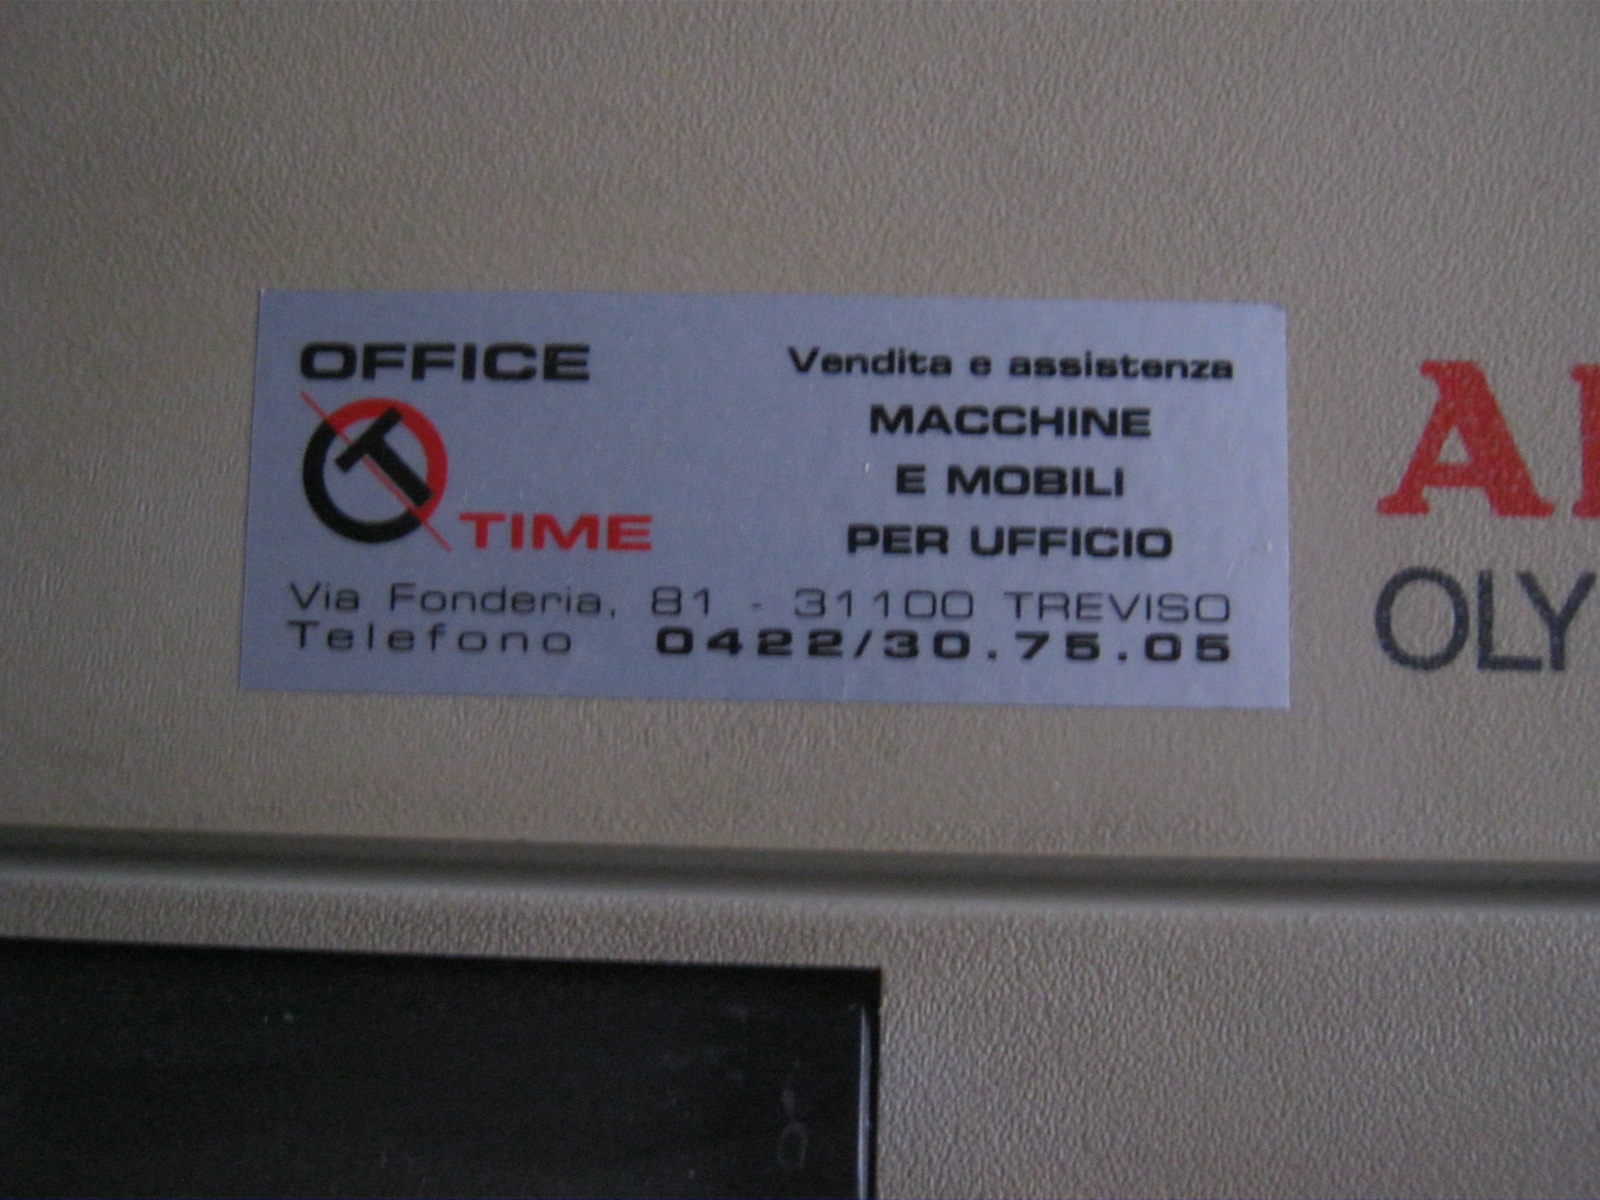 OFFICE
TIME
Vendita e assistenza
MACCHINE
E MOBILI
PER UFFICIO
Via Fonderia, 81 - 31100 TREVISO
Telefono 0422/30.75.05
OLY